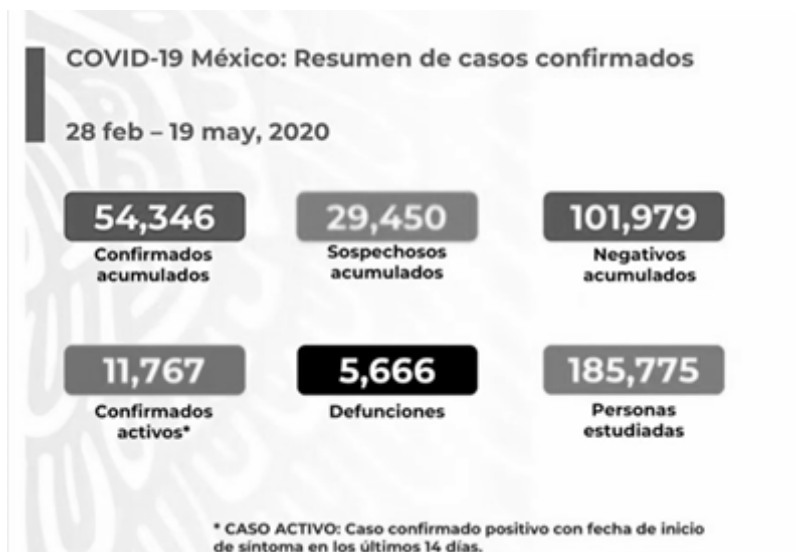 COVID-19 México: Resumen de casos confirmados
28 feb – 19 may, 2020
54,346
Confirmados
acumulados
29,450
Sospechosos
acumulados
101,979
Negativos
acumulados
11,767
Confirmados
activos*
5,666
Defunciones
185,775
Personas
estudiadas
* CASO ACTIVO: Caso confirmado positivo con fecha de inicio
de síntoma en los últimos 14 días.